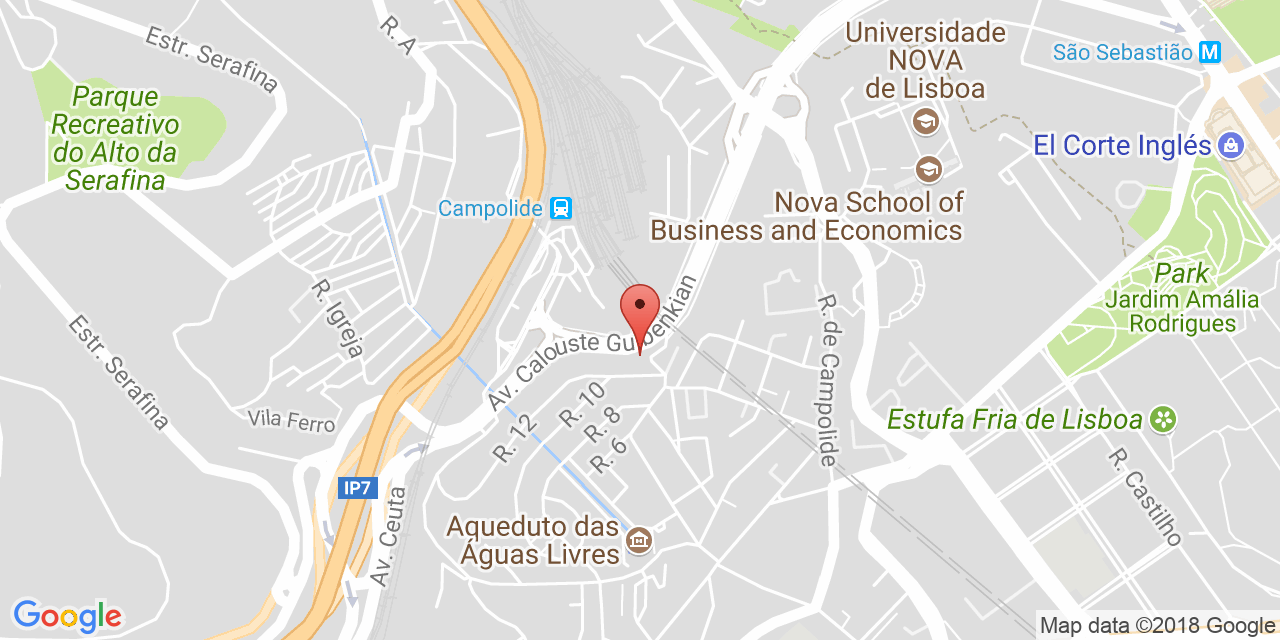 Estr. Serafina
R. A
Universidade
NOVA
de Lisboa
São Sebastião M
Parque
Recreativo
do Alto da
Serafina
El Corte Inglés
Campolide
Nova School of
Business and Economics
Park
Jardim Amália
Rodrigues
R. Igreja
Estr. Serafina
Av. Calouste Gulbenkian
R. de Campolide
R. 10
R. 8
R. 6
R. 12
Vila Ferro
Estufa Fria de Lisboa
R. Castilho
IP7
Av. Ceuta
Aqueduto das
Águas Livres
Google
Map data ©2018 Google